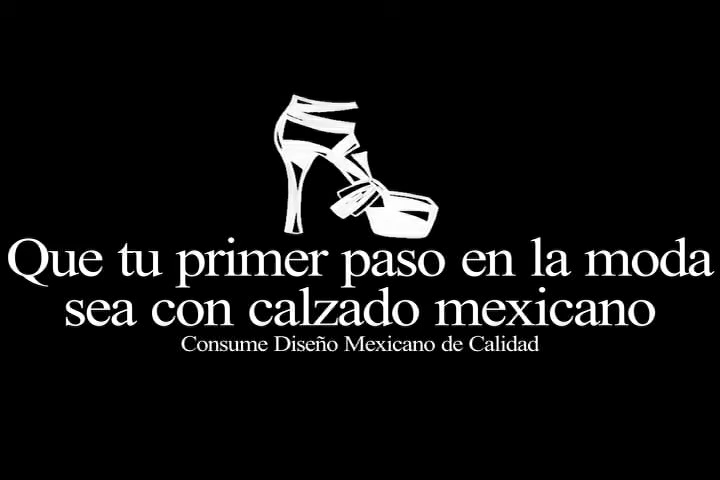 Que tu primer paso en la moda
sea con calzado mexicano
Consume Diseño Mexicano de Calidad